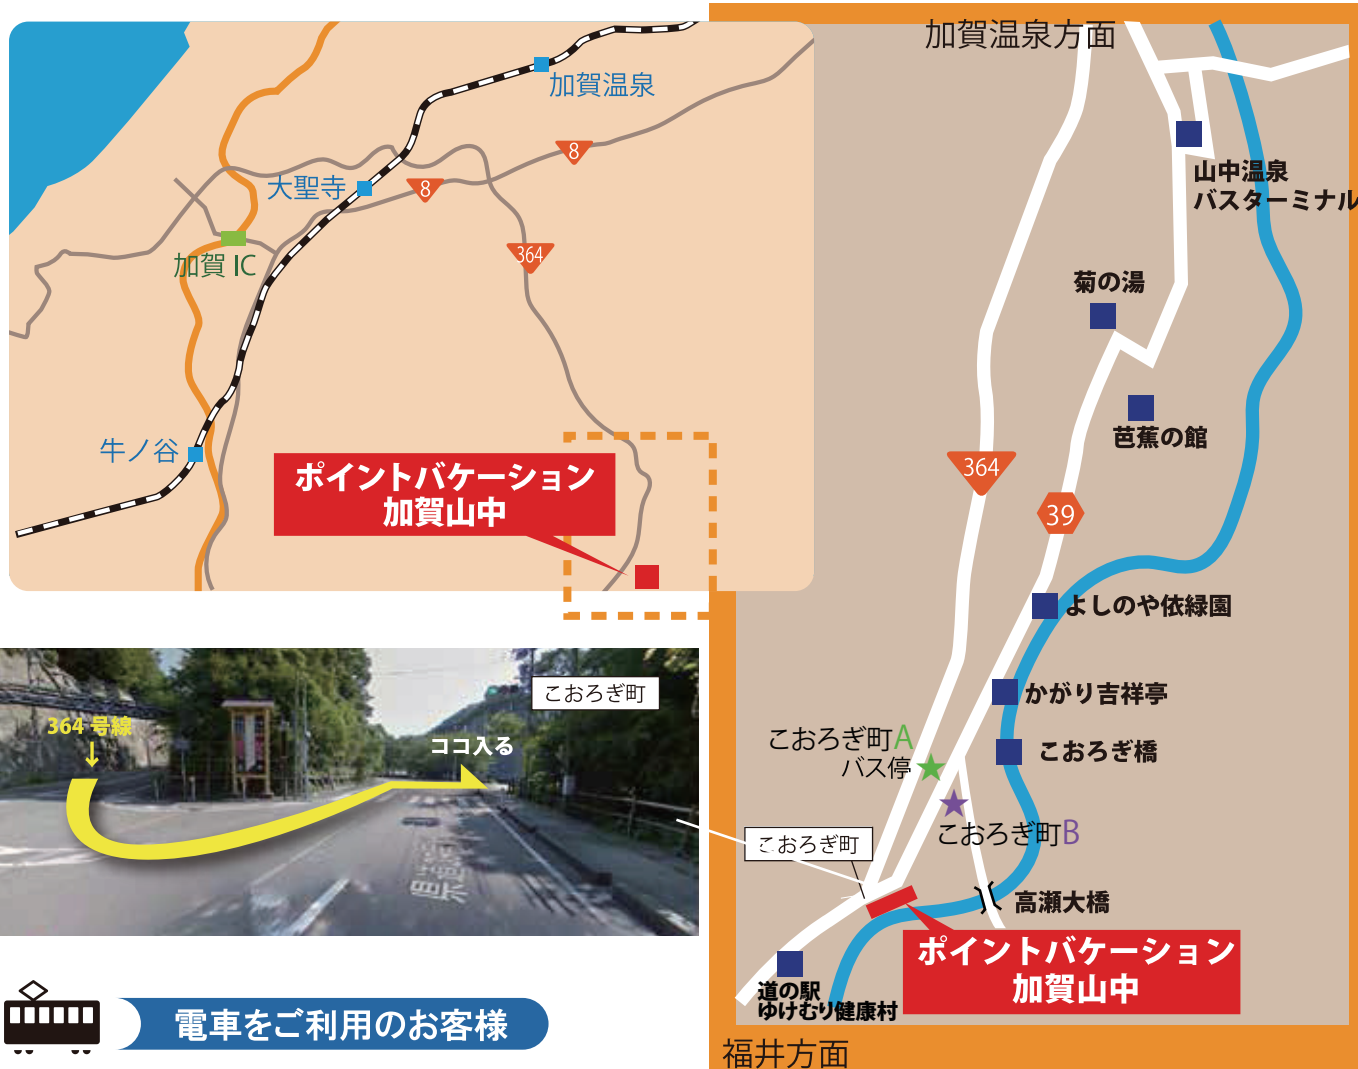 加賀温泉
8
大聖寺
8
364
加賀 IC
牛ノ谷
ポイントバケーション
加賀山中
364 号線
↓
ココ入る
こおろぎ町
県道
電車をご利用のお客様
加賀温泉方面
山中温泉
バスターミナル
菊の湯
芭蕉の館
364
39
よしのや依緑園
かがり吉祥亭
こおろぎ橋
こおろぎ町A
バス停
こおろぎ町B
こおろぎ町
高瀬大橋
ポイントバケーション
加賀山中
道の駅
ゆけむり健康村
福井方面